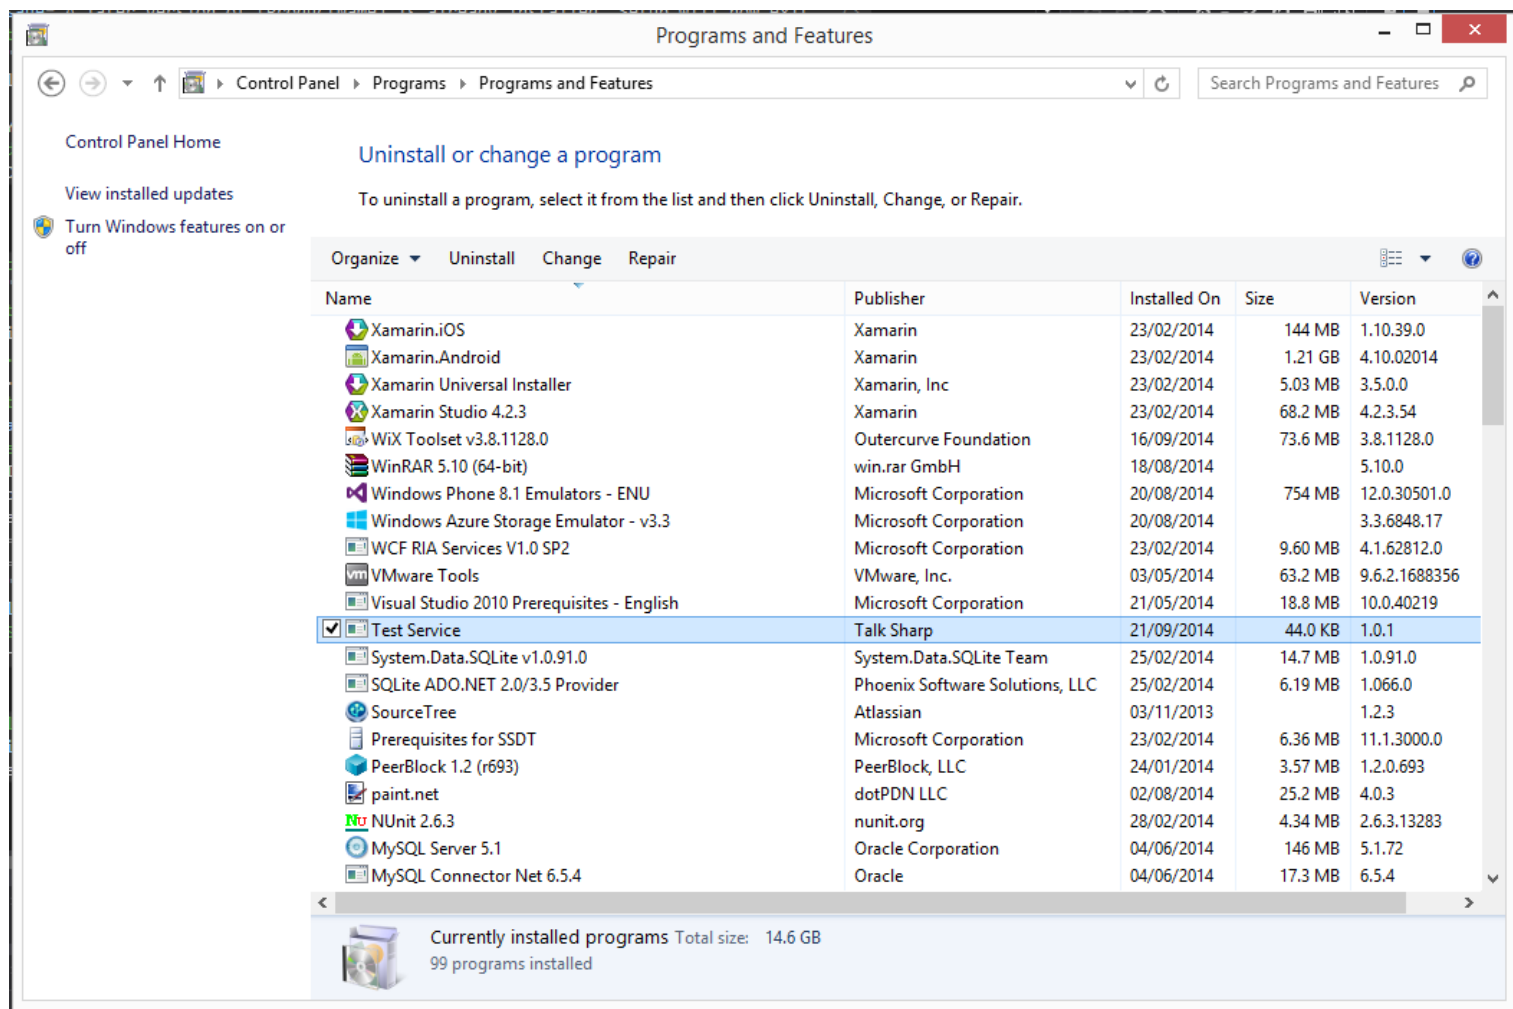 Programs and Features
Control Panel Programs Programs and Features Search Programs and Features
Control Panel Home
View installed updates
Turn Windows features on or
off
Uninstall or change a program
To uninstall a program, select it from the list and then click Uninstall, Change, or Repair.
Organize Uninstall Change Repair
Name Publisher Installed On Size Version
Xamarin.iOS Xamarin 23/02/2014 144 MB 1.10.39.0
Xamarin.Android Xamarin 23/02/2014 1.21 GB 4.10.02014
Xamarin Universal Installer Xamarin, Inc 23/02/2014 5.03 MB 3.5.0.0
Xamarin Studio 4.2.3 Xamarin 23/02/2014 68.2 MB 4.2.3.54
WiX Toolset v3.8.1128.0 Outercurve Foundation 16/09/2014 73.6 MB 3.8.1128.0
WinRAR 5.10 (64-bit) win.rar GmbH 18/08/2014 5.10.0
Windows Phone 8.1 Emulators - ENU Microsoft Corporation 20/08/2014 754 MB 12.0.30501.0
Windows Azure Storage Emulator - v3.3 Microsoft Corporation 20/08/2014 3.3.6848.17
WCF RIA Services V1.0 SP2 Microsoft Corporation 23/02/2014 9.60 MB 4.1.62812.0
vm VMware Tools VMware, Inc. 03/05/2014 63.2 MB 9.6.2.1688356
Visual Studio 2010 Prerequisites - English Microsoft Corporation 21/05/2014 18.8 MB 10.0.40219
Test Service Talk Sharp 21/09/2014 44.0 KB 1.0.1
System.Data.SQLite v1.0.91.0 System.Data.SQLite Team 25/02/2014 14.7 MB 1.0.91.0
SQLite ADO.NET 2.0/3.5 Provider Phoenix Software Solutions, LLC 25/02/2014 6.19 MB 1.066.0
SourceTree Atlassian 03/11/2013 1.2.3
Prerequisites for SSDT Microsoft Corporation 23/02/2014 6.36 MB 11.1.3000.0
PeerBlock 1.2 (r693) PeerBlock, LLC 24/01/2014 3.57 MB 1.2.0.693
paint.net dotPDN LLC 02/08/2014 25.2 MB 4.0.3
NU NUnit 2.6.3 nunit.org 28/02/2014 4.34 MB 2.6.3.13283
MySQL Server 5.1 Oracle Corporation 04/06/2014 146 MB 5.1.72
MySQL Connector Net 6.5.4 Oracle 04/06/2014 17.3 MB 6.5.4
Currently installed programs Total size: 14.6 GB
99 programs installed